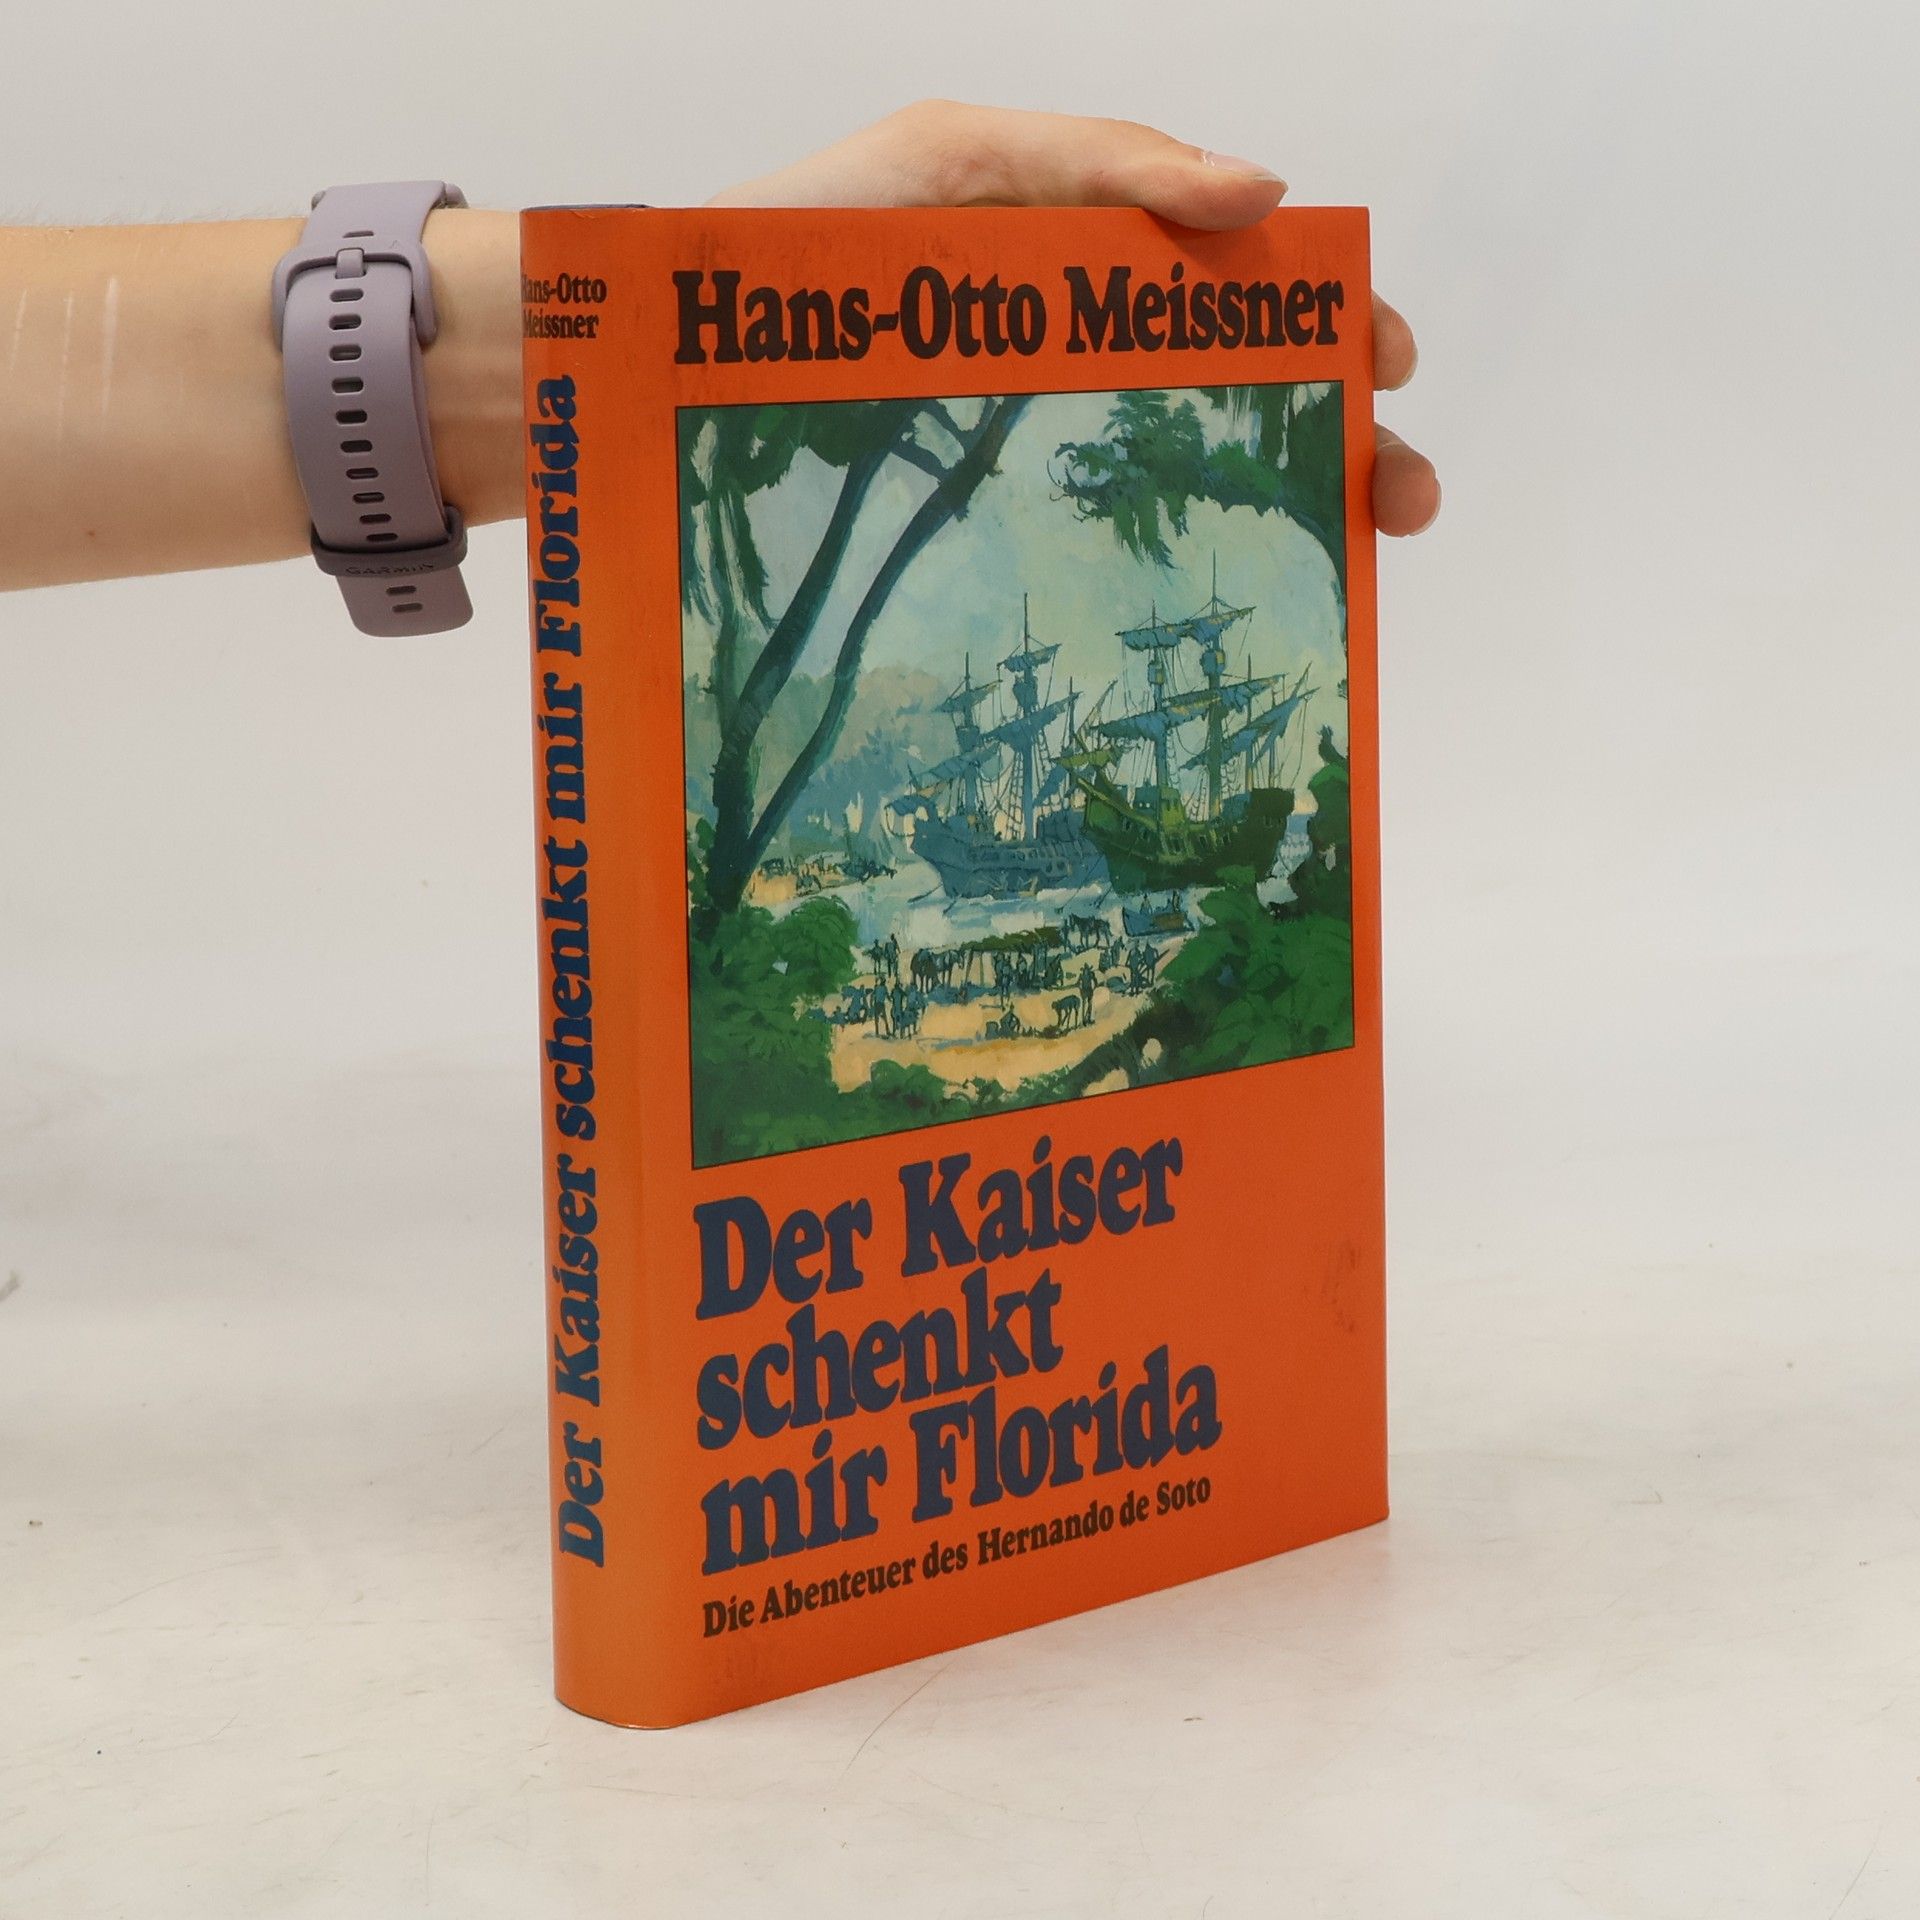 Hans-Otto
Meissner
Der Kaiser schenkt mir Florida
Hans-Otto Meissner
Der Kaiser
schenkt
mir Florida
Die Abenteuer des Hernando de Soto
GARMIN